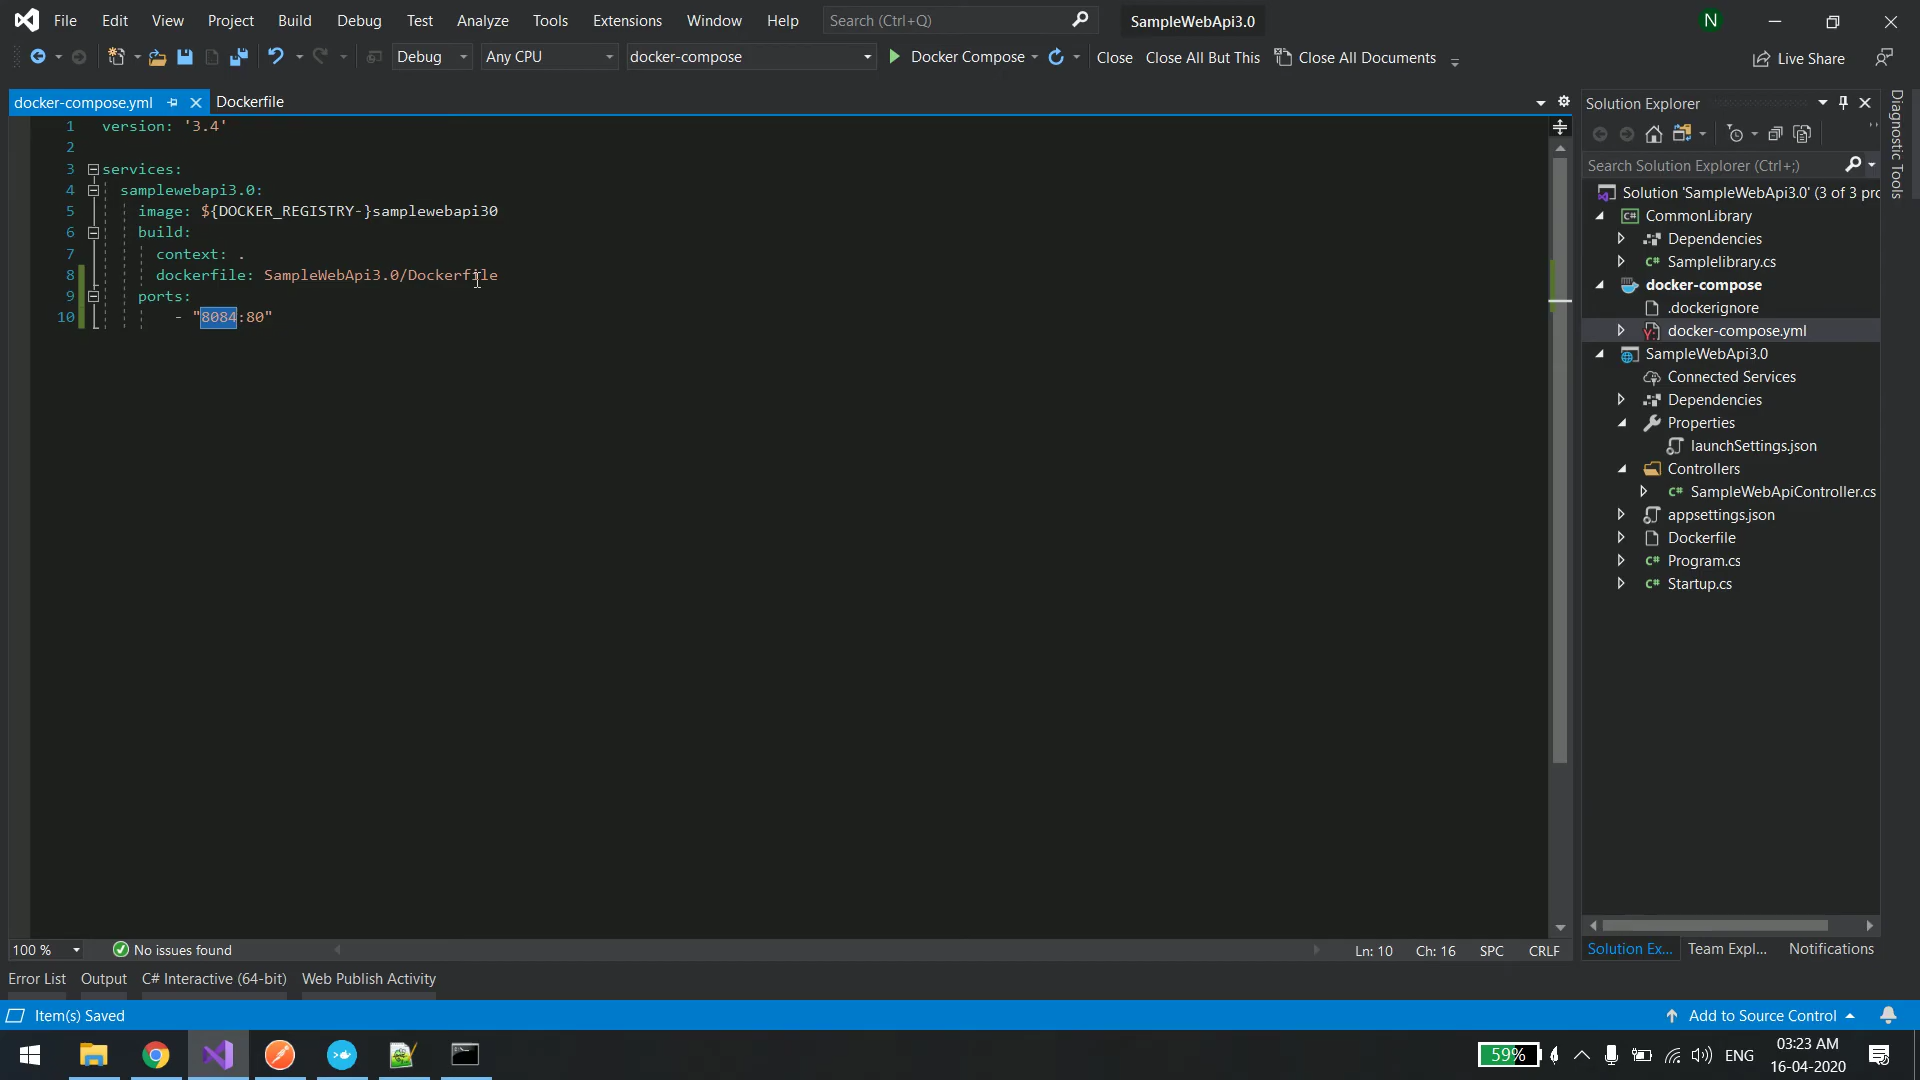 File Edit View Project Build Debug Test Analyze Tools Extensions Window Help Search (Ctrl+Q) SampleWebApi3.0 N
Debug Any CPU docker-compose Docker Compose Close Close All But This Close All Documents Live Share
docker-compose.yml Dockerfile
1 version: '3.4'
2
3 services:
4 samplewebapi3.0:
5 image: ${DOCKER_REGISTRY-}samplewebapi30
6 build:
7 context: .
8 dockerfile: SampleWebApi3.0/Dockerfile
9 ports:
10 - "8084:80"
Solution Explorer
Search Solution Explorer (Ctrl+;)
Solution 'SampleWebApi3.0' (3 of 3 pro
CommonLibrary
Dependencies
Samplelibrary.cs
docker-compose
.dockerignore
docker-compose.yml
SampleWebApi3.0
Connected Services
Dependencies
Properties
launchSettings.json
Controllers
SampleWebApiController.cs
appsettings.json
Dockerfile
Program.cs
Startup.cs
Diagnostic Tools
100 % No issues found Ln: 10 Ch: 16 SPC CRLF
Solution Ex... Team Expl... Notifications
Error List Output C# Interactive (64-bit) Web Publish Activity
Item(s) Saved Add to Source Control
59% ENG 03:23 AM
16-04-2020